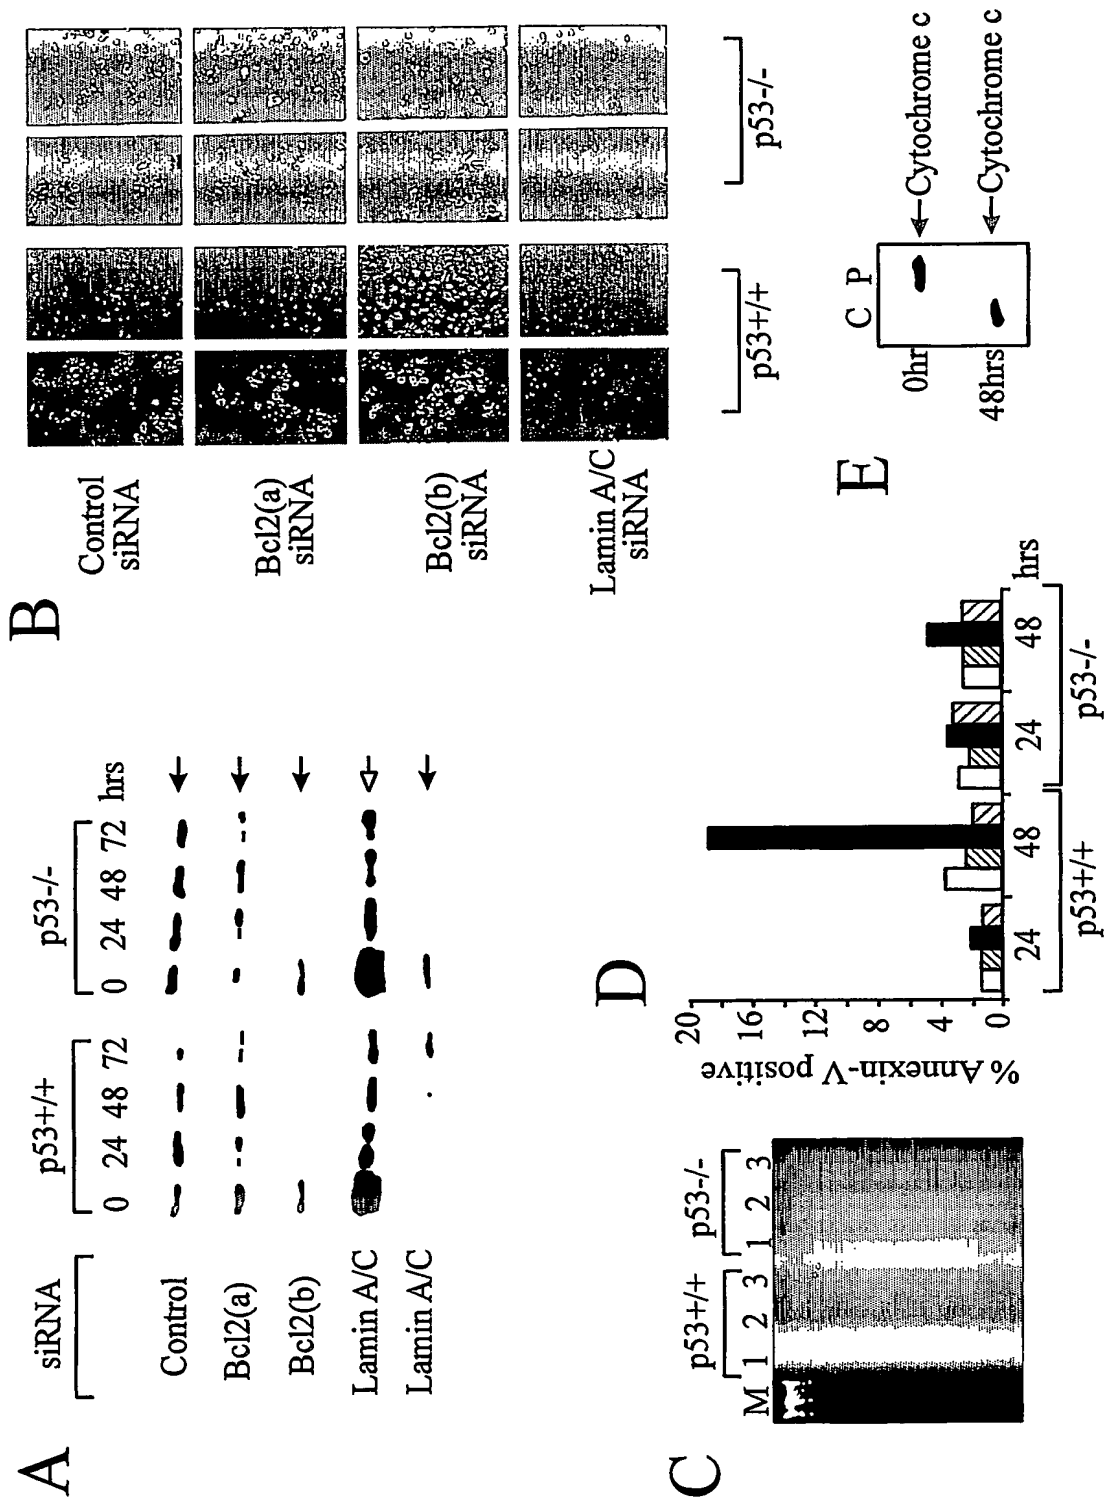 A
siRNA
p53+/+
p53-/-
0 24 48 72
0 24 48 72 hrs
Control
Bcl2(a)
Bcl2(b)
Lamin A/C
Lamin A/C
B
Control
siRNA
Bcl2(a)
siRNA
Bcl2(b)
siRNA
Lamin A/C
siRNA
p53+/+
p53-/-
C
p53+/+
p53-/-
M 1 2 3 1 2 3
D
% Annexin-V positive
20
16
12
8
4
0
24 48 24 48 hrs
p53+/+
p53-/-
E
C P
0hr
Cytochrome c
48hrs
Cytochrome c